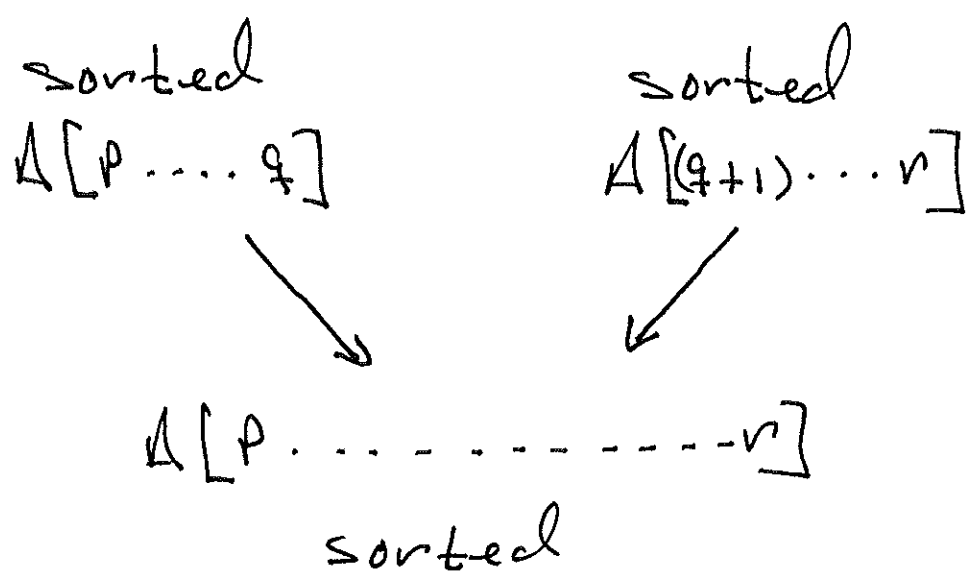 sorted sorted
A[p ..... q] A[(q+1) .... r]
A[p . . . - - - - - - - - r]
sorted